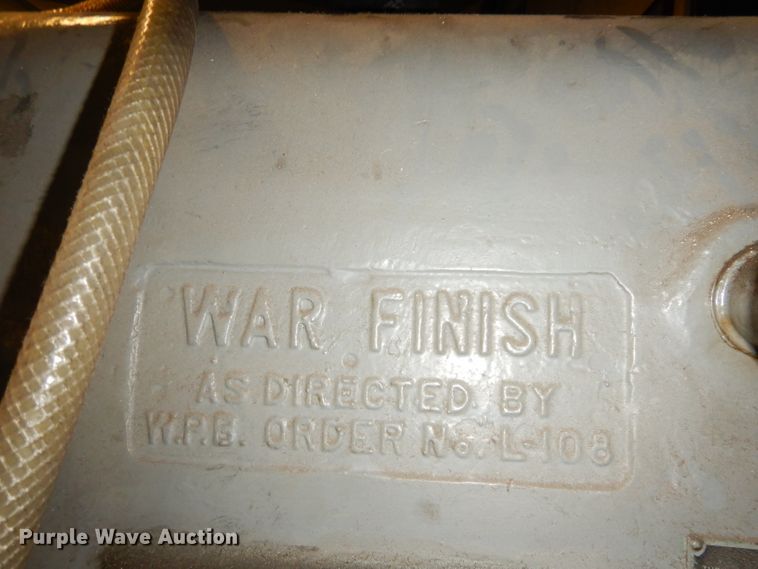 WAR FINISH
AS DIRECTED BY
W.P.B. ORDER No. L-108
Purple Wave Auction